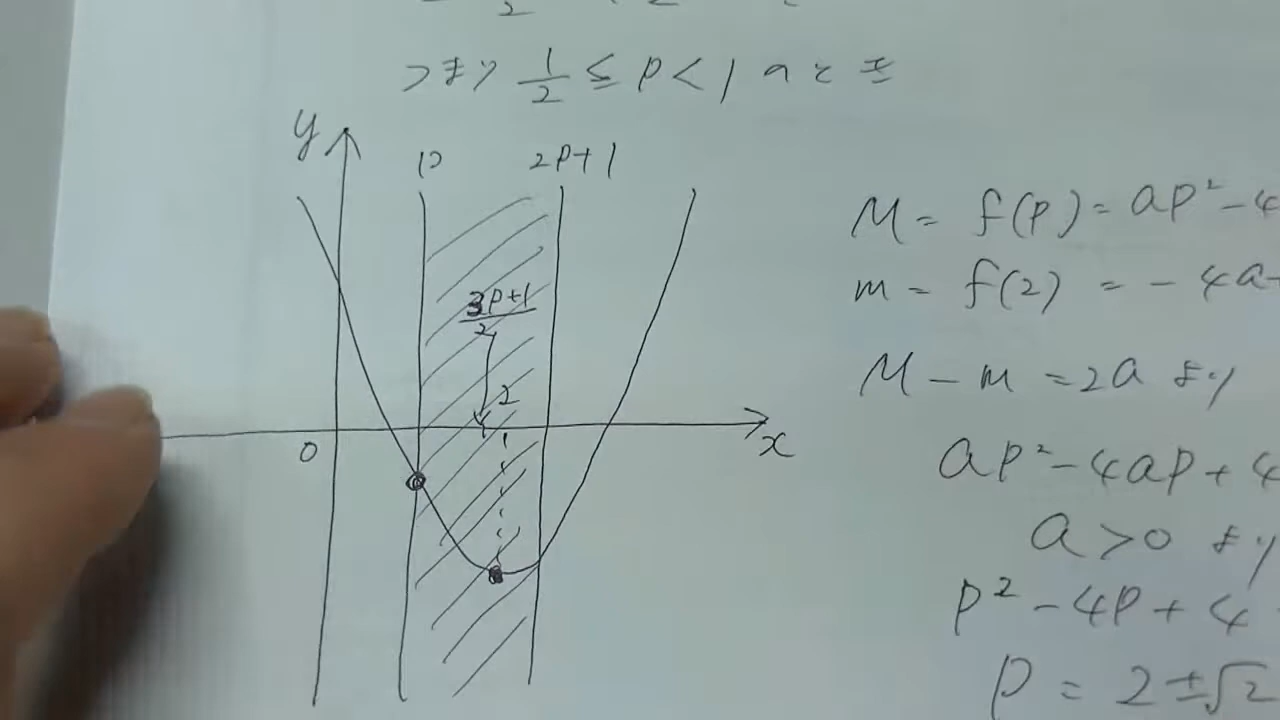 つまり 1/2 ≦ P < 1 のとき
y
P 2P+1
(3P+1)/2
2
0
x
M = f(P) = aP² - 4
m = f(2) = -4a+
M - m = 2a より
aP² - 4aP + 4
a > 0 より
P² - 4P + 4
P = 2 ± √2